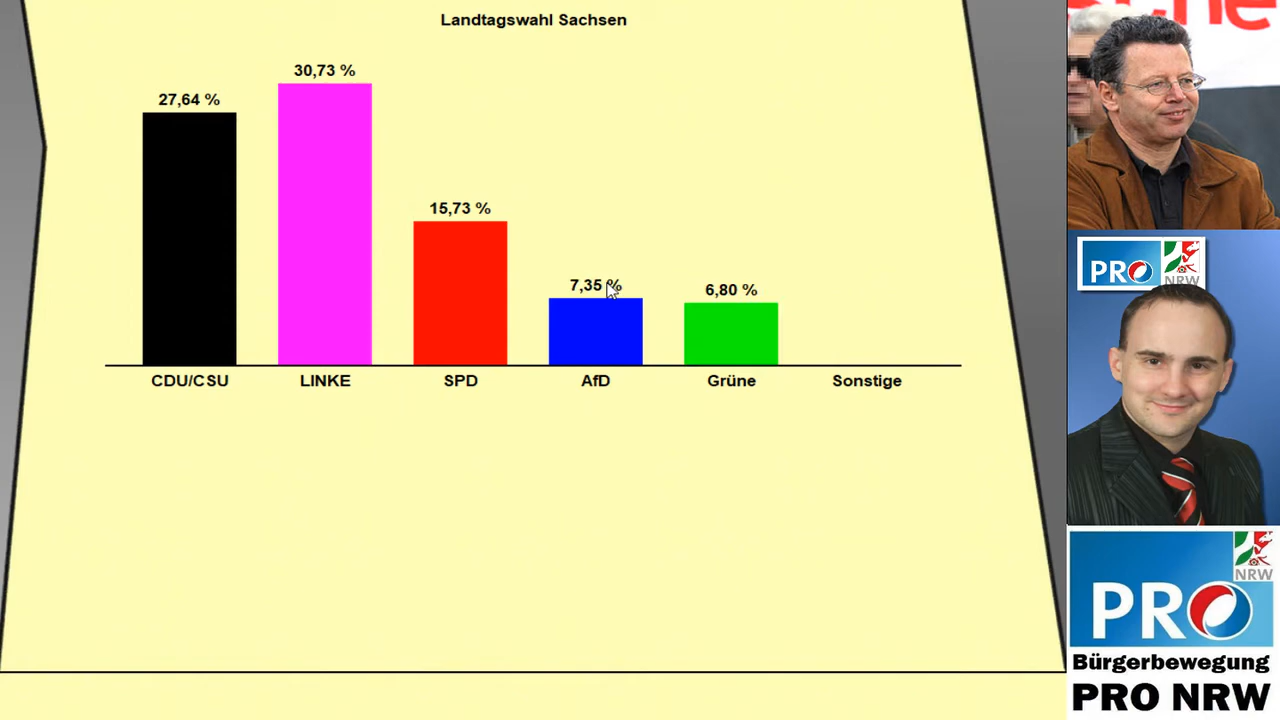 Landtagswahl Sachsen
27,64 %
30,73 %
15,73 %
7,35 %
6,80 %
CDU/CSU
LINKE
SPD
AfD
Grüne
Sonstige
che
PRO
NRW
NRW
PRO
Bürgerbewegung
PRO NRW